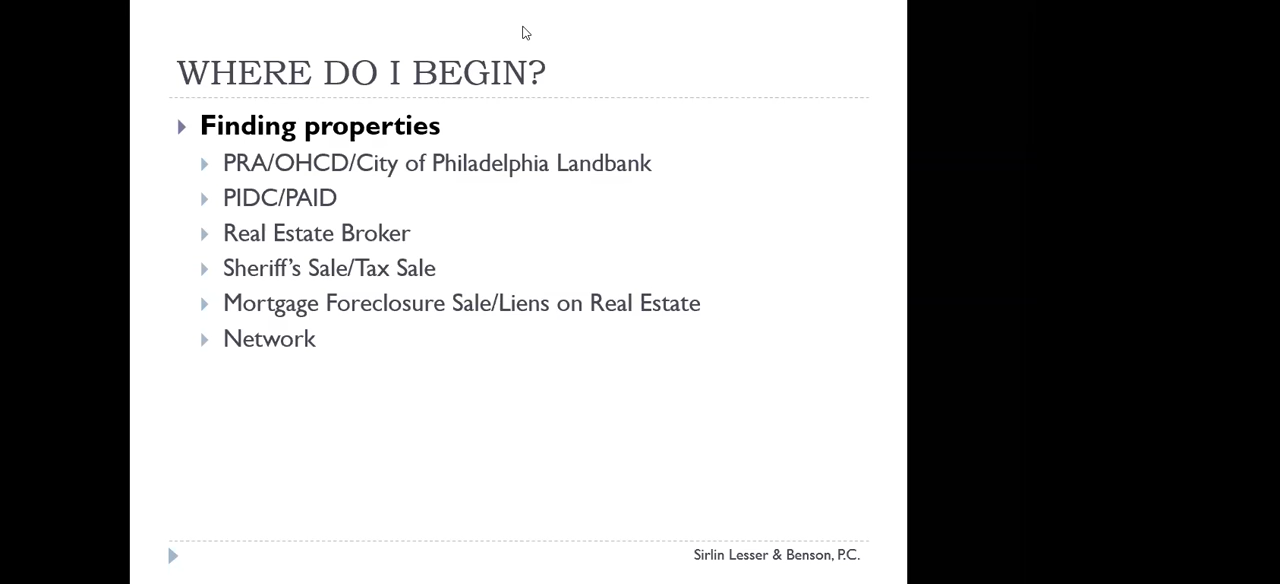 WHERE DO I BEGIN?
Finding properties
PRA/OHCD/City of Philadelphia Landbank
PIDC/PAID
Real Estate Broker
Sheriff’s Sale/Tax Sale
Mortgage Foreclosure Sale/Liens on Real Estate
Network
Sirlin Lesser & Benson, P.C.